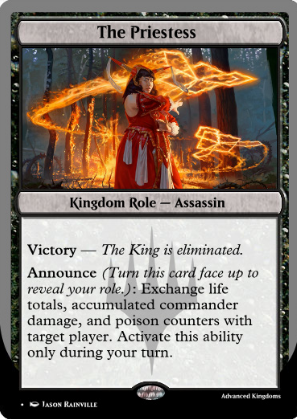 The Priestess
Kingdom Role — Assassin
Victory — The King is eliminated.
Announce (Turn this card face up to
reveal your role.): Exchange life
totals, accumulated commander
damage, and poison counters with
target player. Activate this ability
only during your turn.
Jason Rainville
Advanced Kingdoms